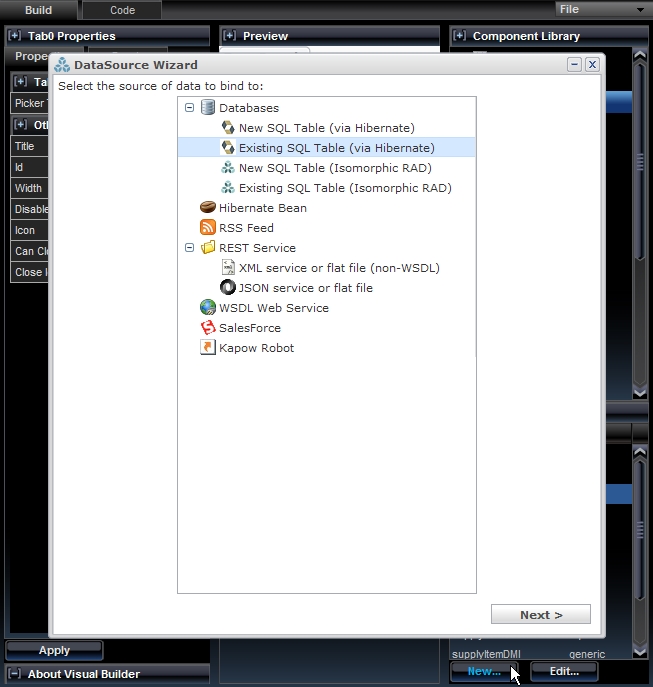 Build
Code
File
[+] Tab0 Properties
[+] Preview
[+] Component Library
DataSource Wizard
Select the source of data to bind to:
Databases
New SQL Table (via Hibernate)
Existing SQL Table (via Hibernate)
New SQL Table (Isomorphic RAD)
Existing SQL Table (Isomorphic RAD)
Hibernate Bean
RSS Feed
REST Service
XML service or flat file (non-WSDL)
JSON service or flat file
WSDL Web Service
SalesForce
Kapow Robot
Next >
Prope
[+] Ta
Picker
[+] Oth
Title
Id
Width
Disable
Icon
Can Cl
Close I
supplyItemDMI generic
Apply
New... Edit...
[-] About Visual Builder